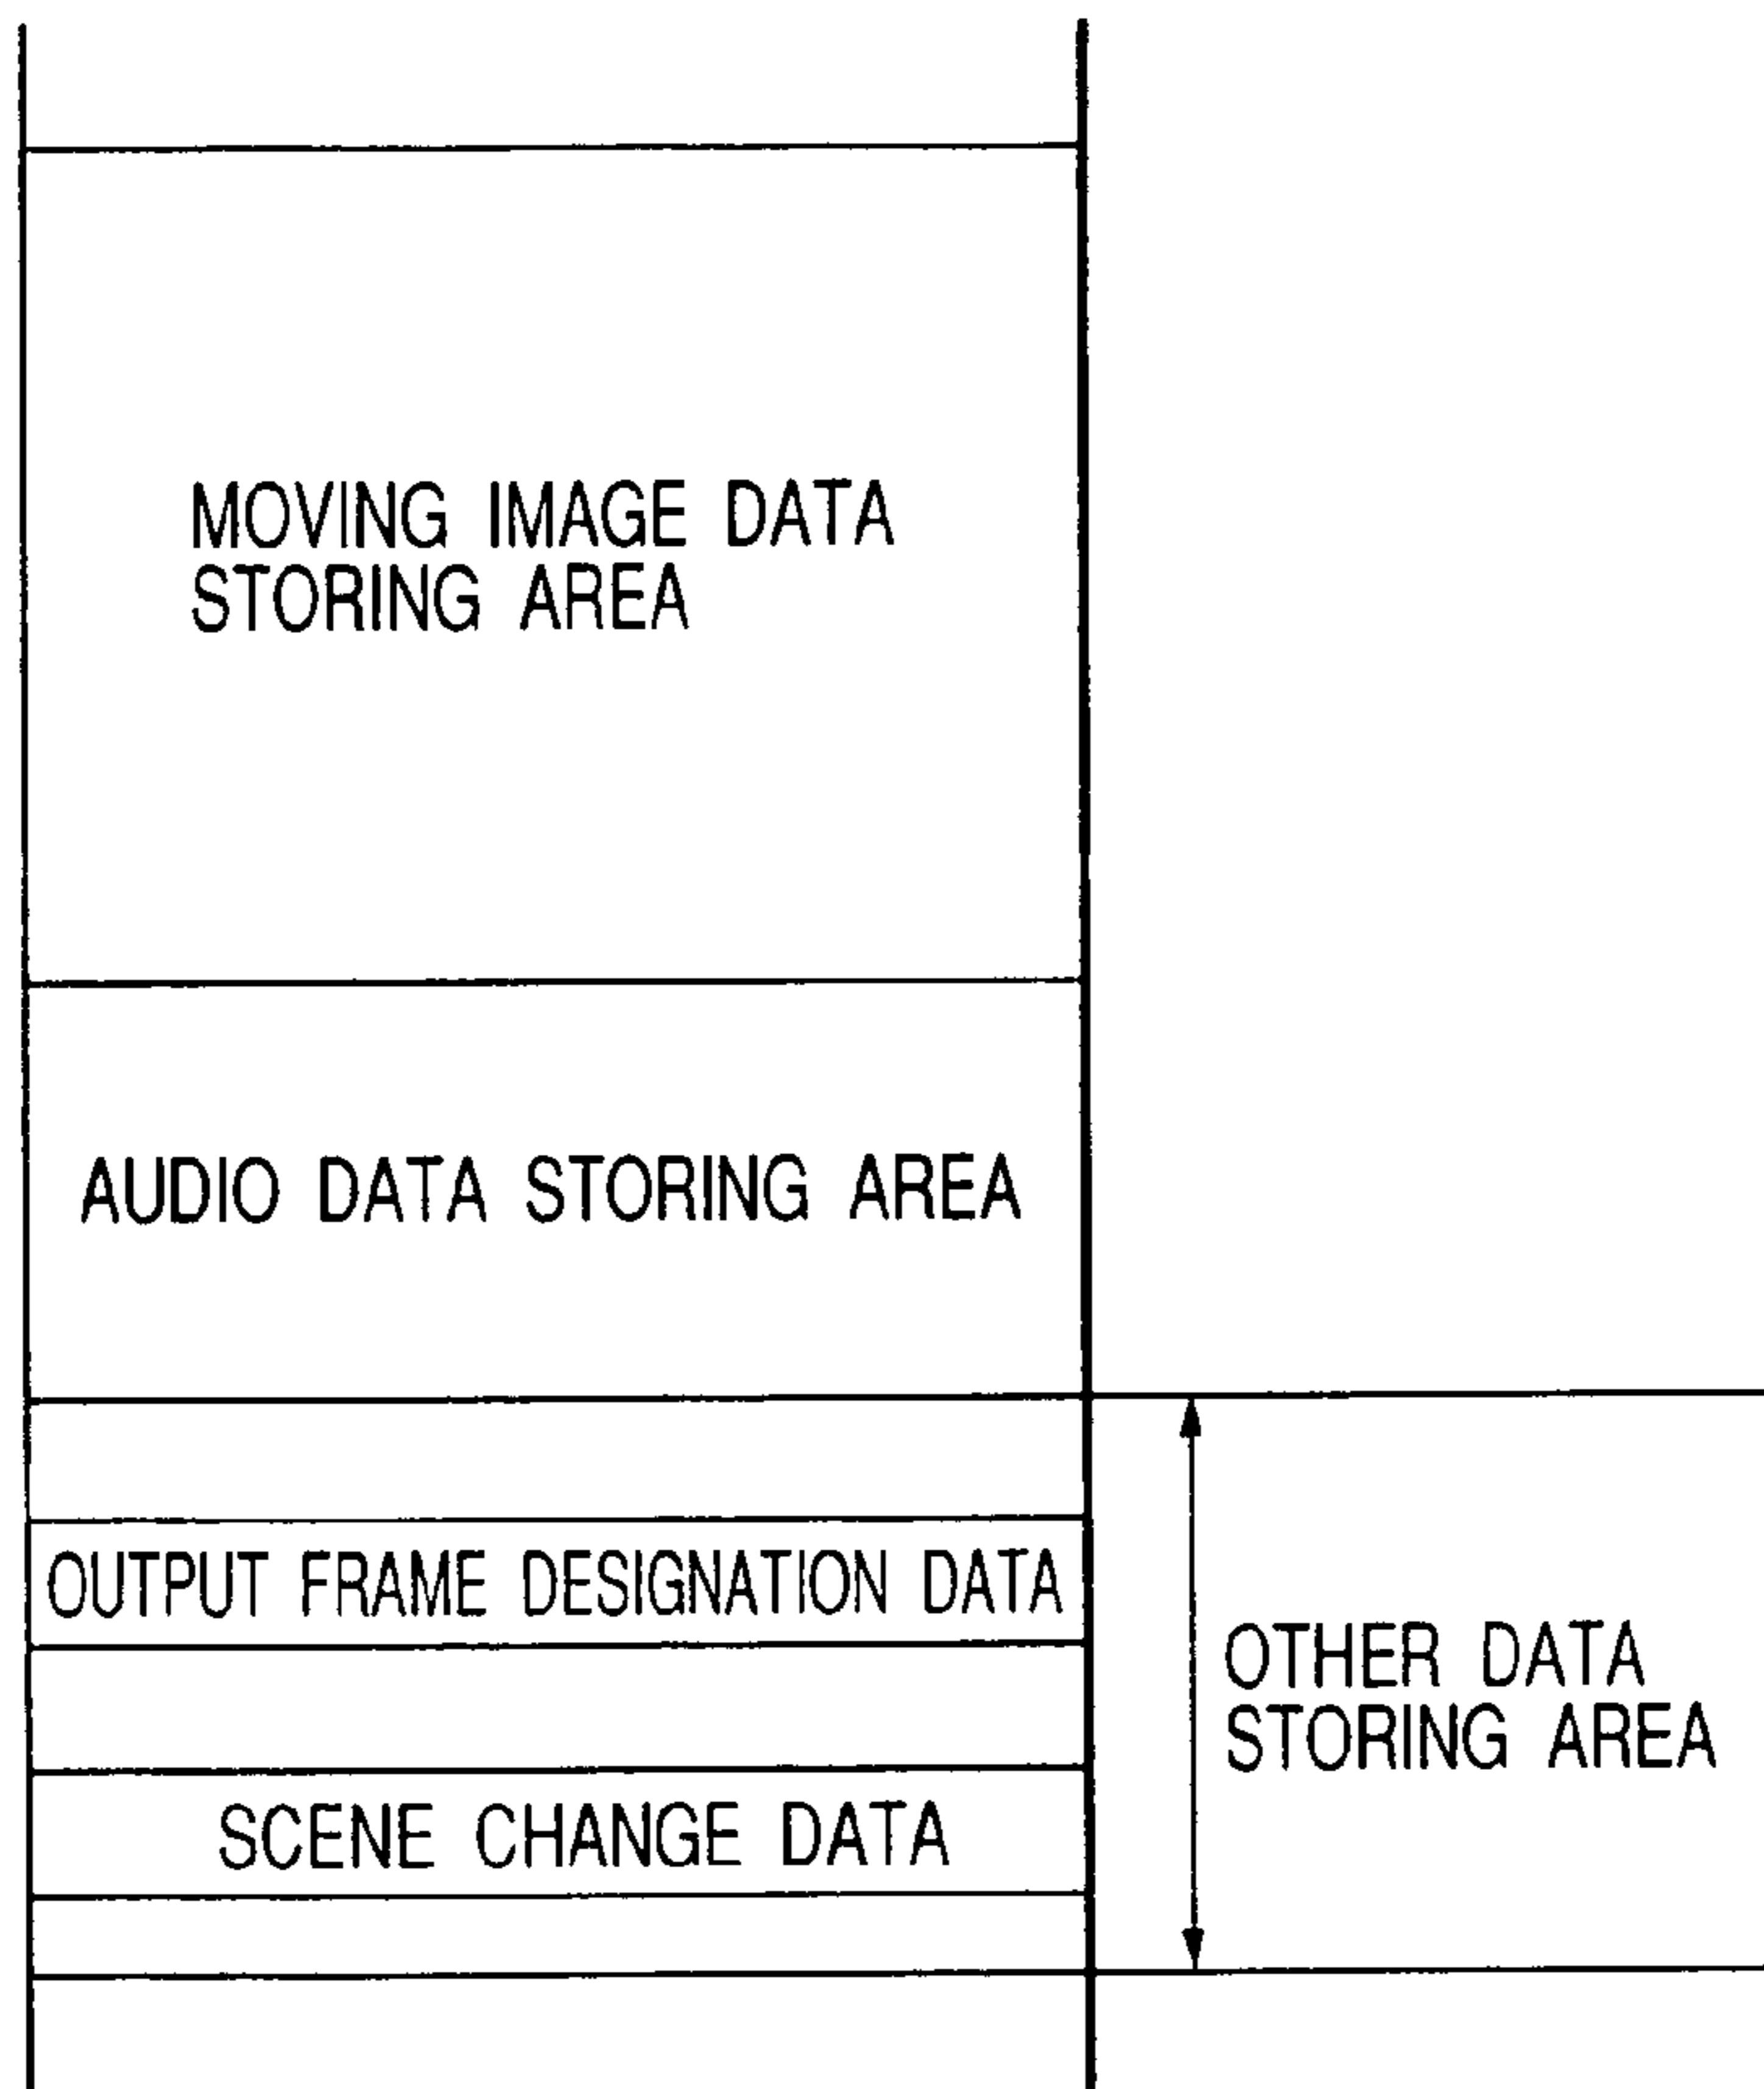 MOVING IMAGE DATA
STORING AREA
AUDIO DATA STORING AREA
OUTPUT FRAME DESIGNATION DATA
OTHER DATA
STORING AREA
SCENE CHANGE DATA